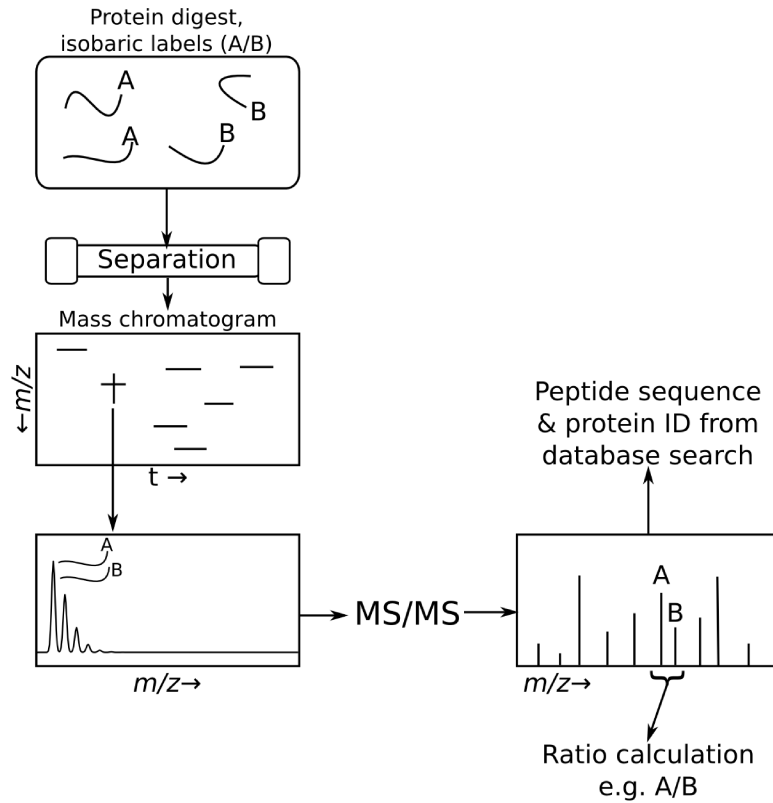 Protein digest,
isobaric labels (A/B)
A
B
A
B
Separation
Mass chromatogram
←m/z
t →
A
B
m/z→
MS/MS
Peptide sequence
& protein ID from
database search
A
B
m/z→
Ratio calculation
e.g. A/B